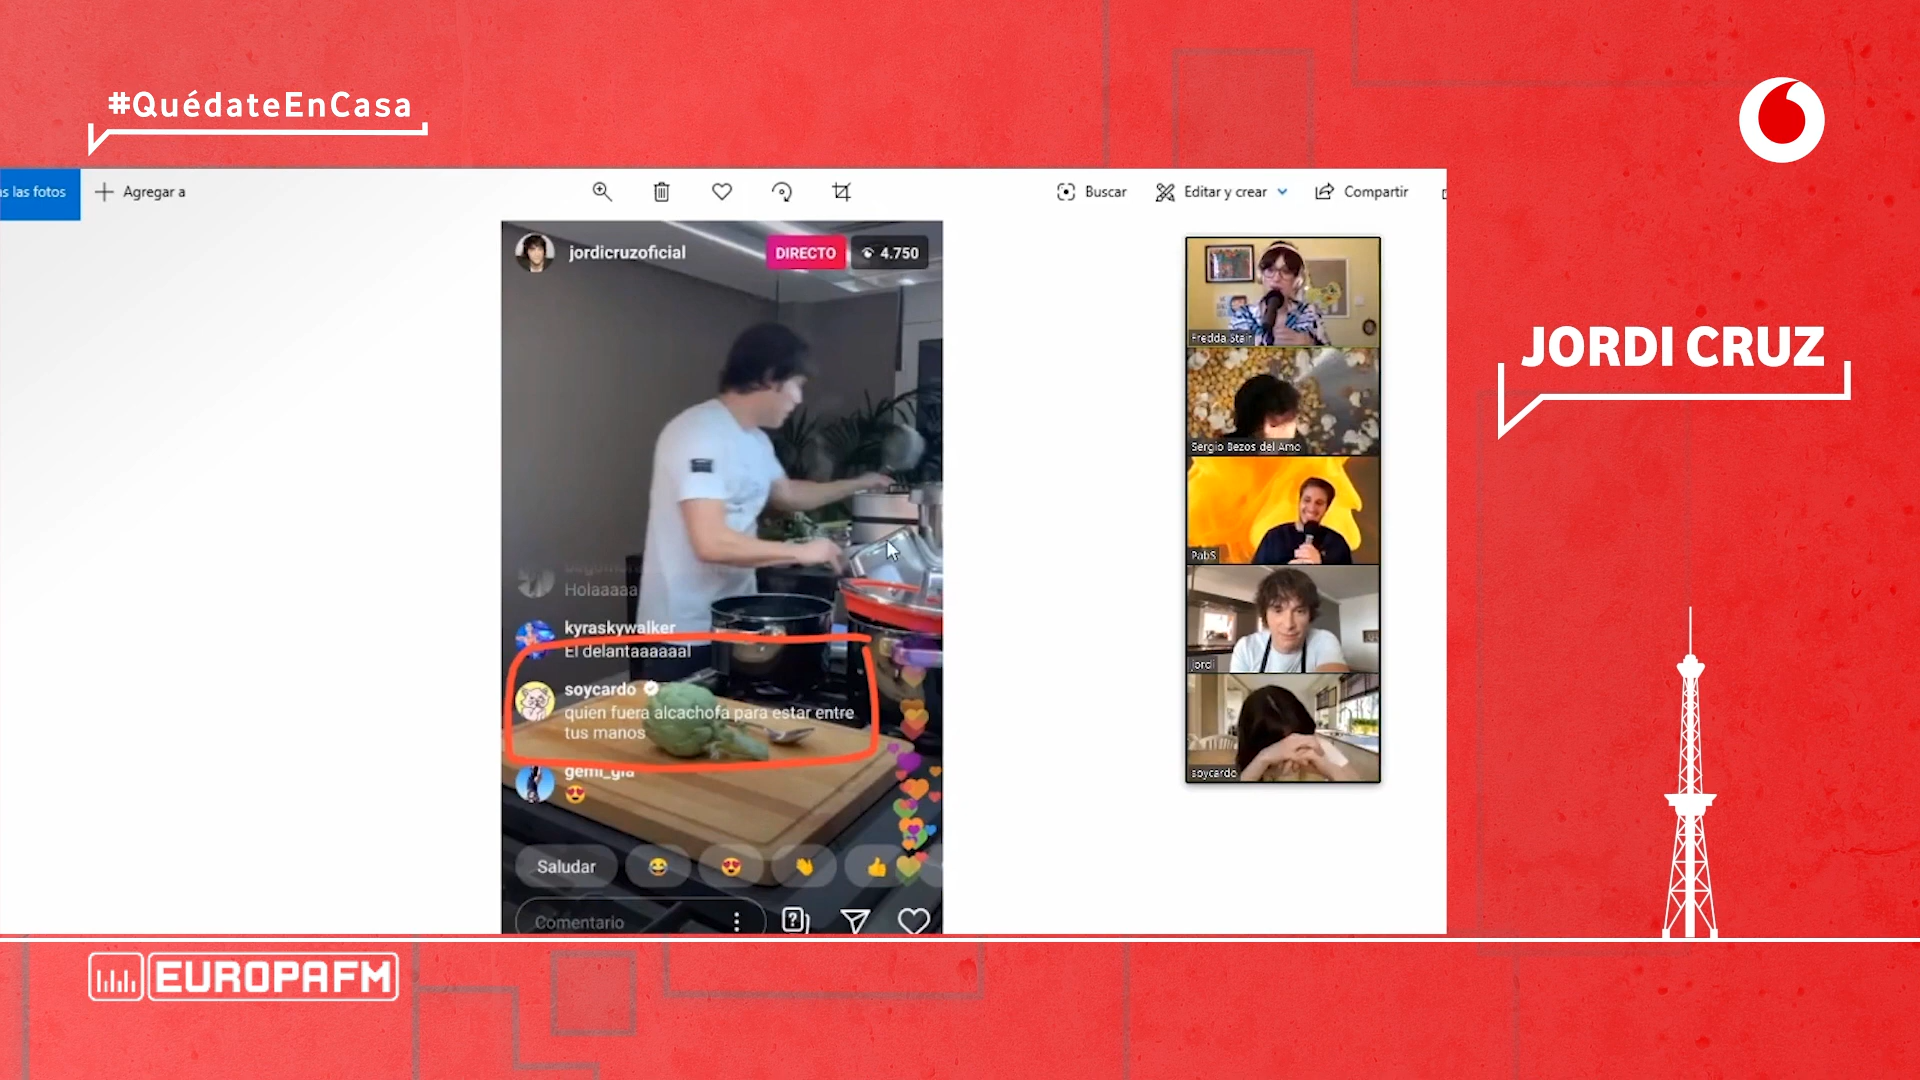 #QuédateEnCasa
s las fotos
Agregar a
Buscar
Editar y crear
Compartir
jordicruzoficial
DIRECTO
4.750
Holaaaaa
kyraskywalker
El delantaaaaaal
soycardo
quien fuera alcachofa para estar entre
tus manos
gemi_gia
Saludar
Comentario
Fredda Stair
Sergio Bezos del Amo
PabS
jordi
soycardo
JORDI CRUZ
EUROPAFM